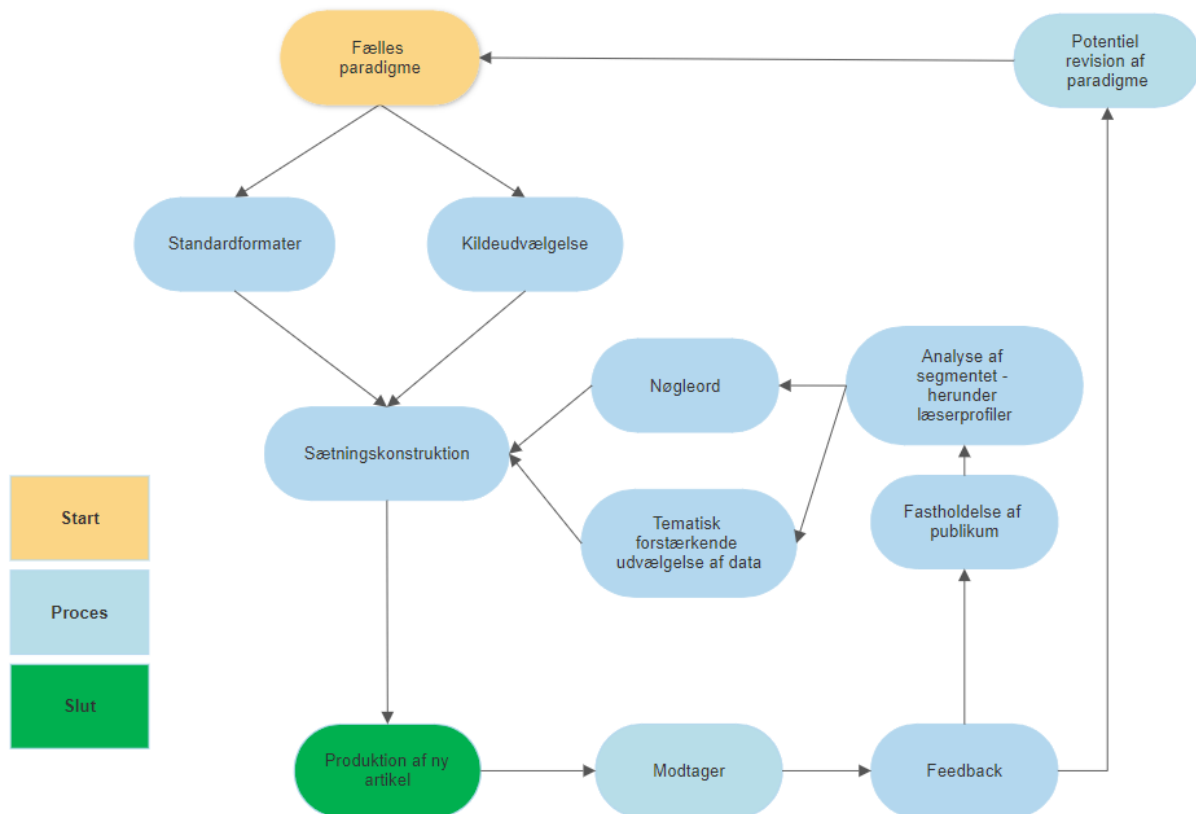 Fælles
paradigme
Potentiel
revision af
paradigme
Standardformater
Kildeudvælgelse
Nøgleord
Analyse af
segmentet -
herunder
læserprofiler
Sætningskonstruktion
Tematisk
forstærkende
udvælgelse af data
Fastholdelse af
publikum
Start
Proces
Slut
Produktion af ny
artikel
Modtager
Feedback